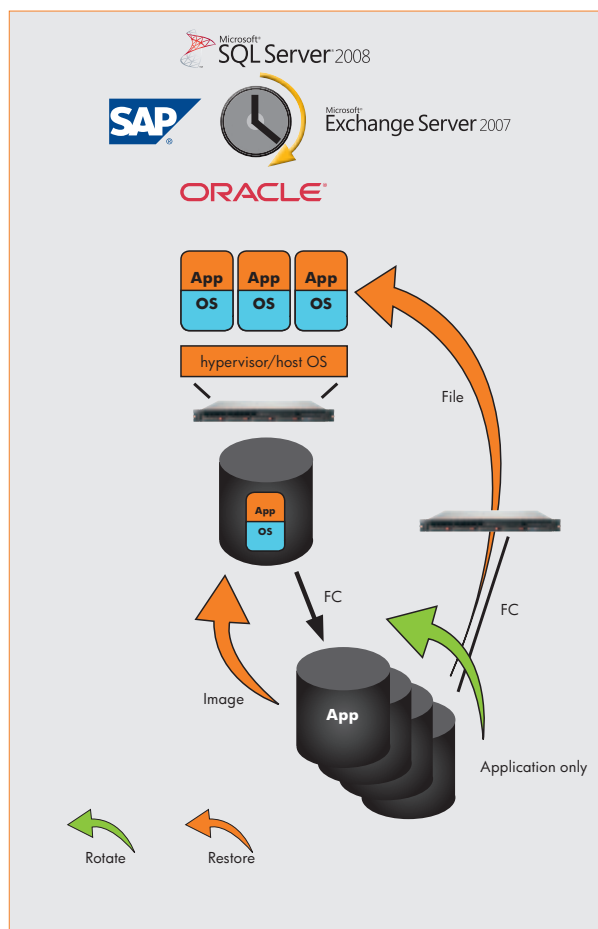 Microsoft®
SQL Server® 2008
SAP®
Microsoft®
Exchange Server 2007
ORACLE®
App App App
OS OS OS
hypervisor/host OS
File
App
OS
FC
FC
Image
App
Application only
Rotate
Restore